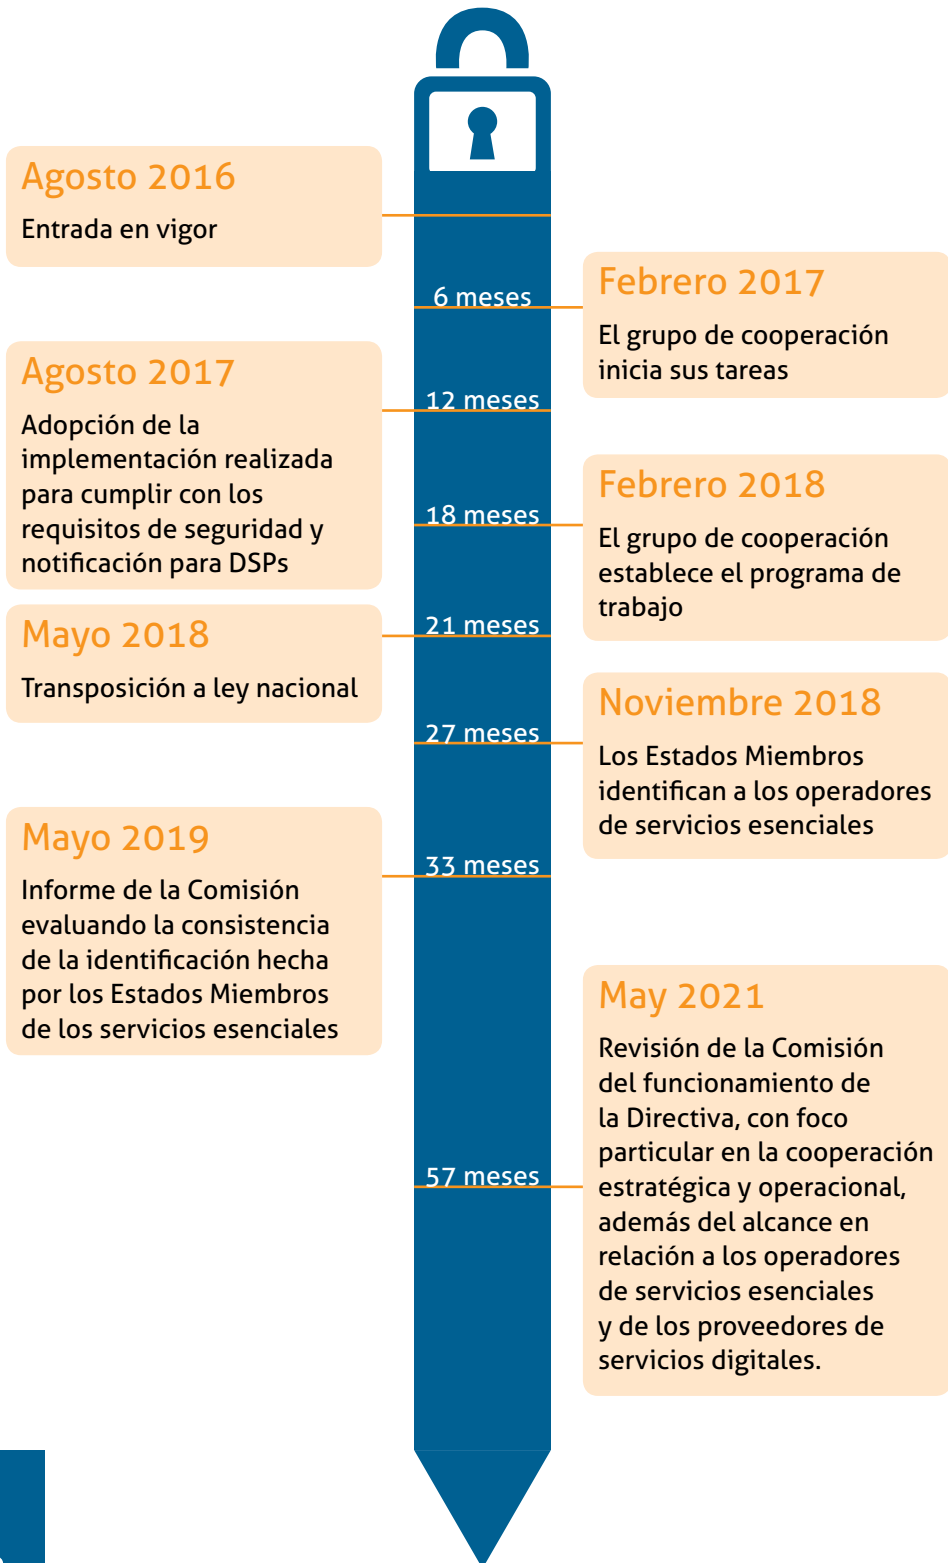 Agosto 2016
Entrada en vigor
6 meses
Febrero 2017
El grupo de cooperación
inicia sus tareas
Agosto 2017
Adopción de la
implementación realizada
para cumplir con los
requisitos de seguridad y
notificación para DSPs
12 meses
18 meses
Febrero 2018
El grupo de cooperación
establece el programa de
trabajo
Mayo 2018
Transposición a ley nacional
21 meses
27 meses
Noviembre 2018
Los Estados Miembros
identifican a los operadores
de servicios esenciales
Mayo 2019
Informe de la Comisión
evaluando la consistencia
de la identificación hecha
por los Estados Miembros
de los servicios esenciales
33 meses
57 meses
May 2021
Revisión de la Comisión
del funcionamiento de
la Directiva, con foco
particular en la cooperación
estratégica y operacional,
además del alcance en
relación a los operadores
de servicios esenciales
y de los proveedores de
servicios digitales.